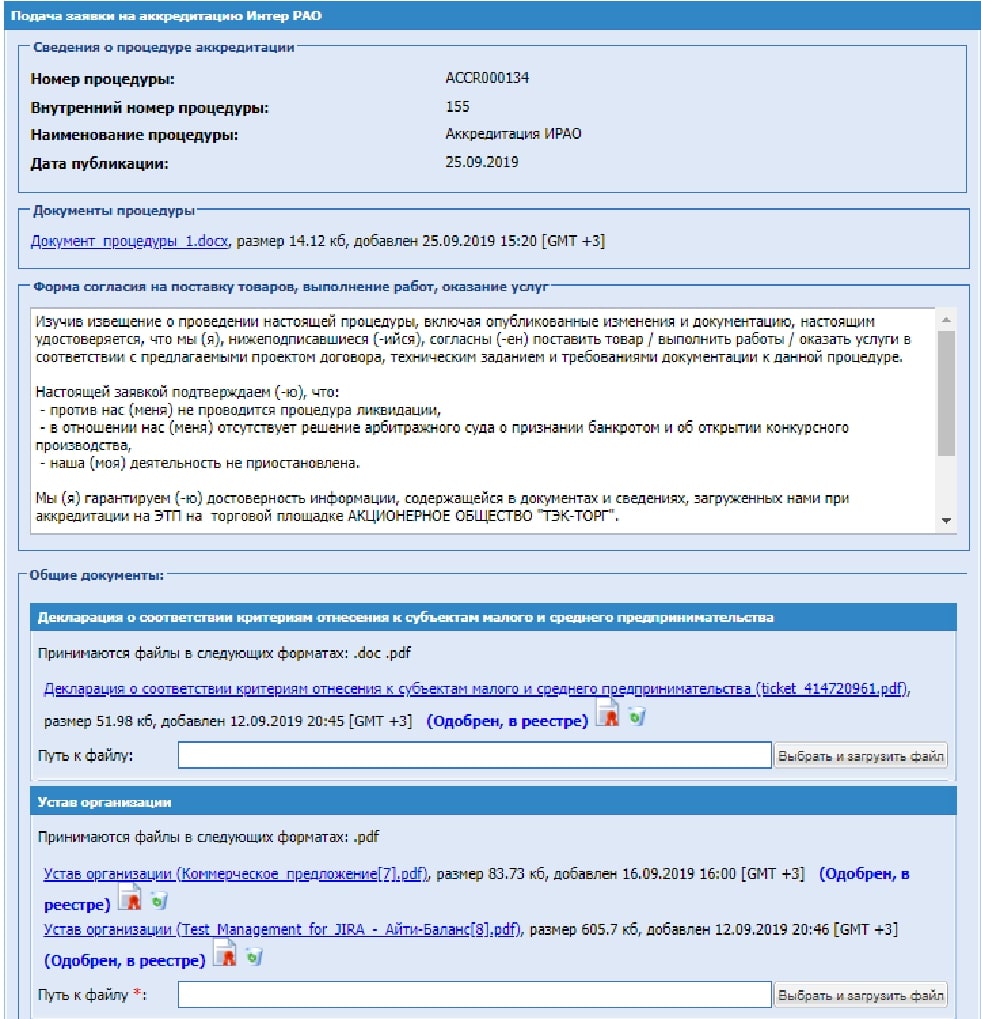 Подача заявки на аккредитацию Интер РАО
Сведения о процедуре аккредитации
Номер процедуры: ACCR000134
Внутренний номер процедуры: 155
Наименование процедуры: Аккредитация ИРАО
Дата публикации: 25.09.2019
Документы процедуры
Документ_процедуры_1.docx, размер 14.12 кб, добавлен 25.09.2019 15:20 [GMT +3]
Форма согласия на поставку товаров, выполнение работ, оказание услуг
Изучив извещение о проведении настоящей процедуры, включая опубликованные изменения и документацию, настоящим
удостоверяется, что мы (я), нижеподписавшиеся (-ийся), согласны (-ен) поставить товар / выполнить работы / оказать услуги в
соответствии с предлагаемыми проектом договора, техническим заданием и требованиями документации к данной процедуре.
Настоящей заявкой подтверждаем (-ю), что:
- против нас (меня) не проводится процедура ликвидации,
- в отношении нас (меня) отсутствует решение арбитражного суда о признании банкротом и об открытии конкурсного
производства,
- наша (моя) деятельность не приостановлена.
Мы (я) гарантируем (-ю) достоверность информации, содержащейся в документах и сведениях, загруженных нами при
аккредитации на ЭТП на торговой площадке АКЦИОНЕРНОЕ ОБЩЕСТВО "ТЭК-ТОРГ".
Общие документы:
Декларация о соответствии критериям отнесения к субъектам малого и среднего предпринимательства
Принимаются файлы в следующих форматах: .doc .pdf
Декларация о соответствии критериям отнесения к субъектам малого и среднего предпринимательства (ticket_414720961.pdf),
размер 51.98 кб, добавлен 12.09.2019 20:45 [GMT +3] (Одобрен, в реестре)
Путь к файлу: Выбрать и загрузить файл
Устав организации
Принимаются файлы в следующих форматах: .pdf
Устав организации (Коммерческое_предложение[7].pdf), размер 83.73 кб, добавлен 16.09.2019 16:00 [GMT +3] (Одобрен, в
реестре)
Устав организации (Test_Management_for_JIRA_-_Айти-Баланс[8].pdf), размер 605.7 кб, добавлен 12.09.2019 20:46 [GMT +3]
(Одобрен, в реестре)
Путь к файлу *: Выбрать и загрузить файл